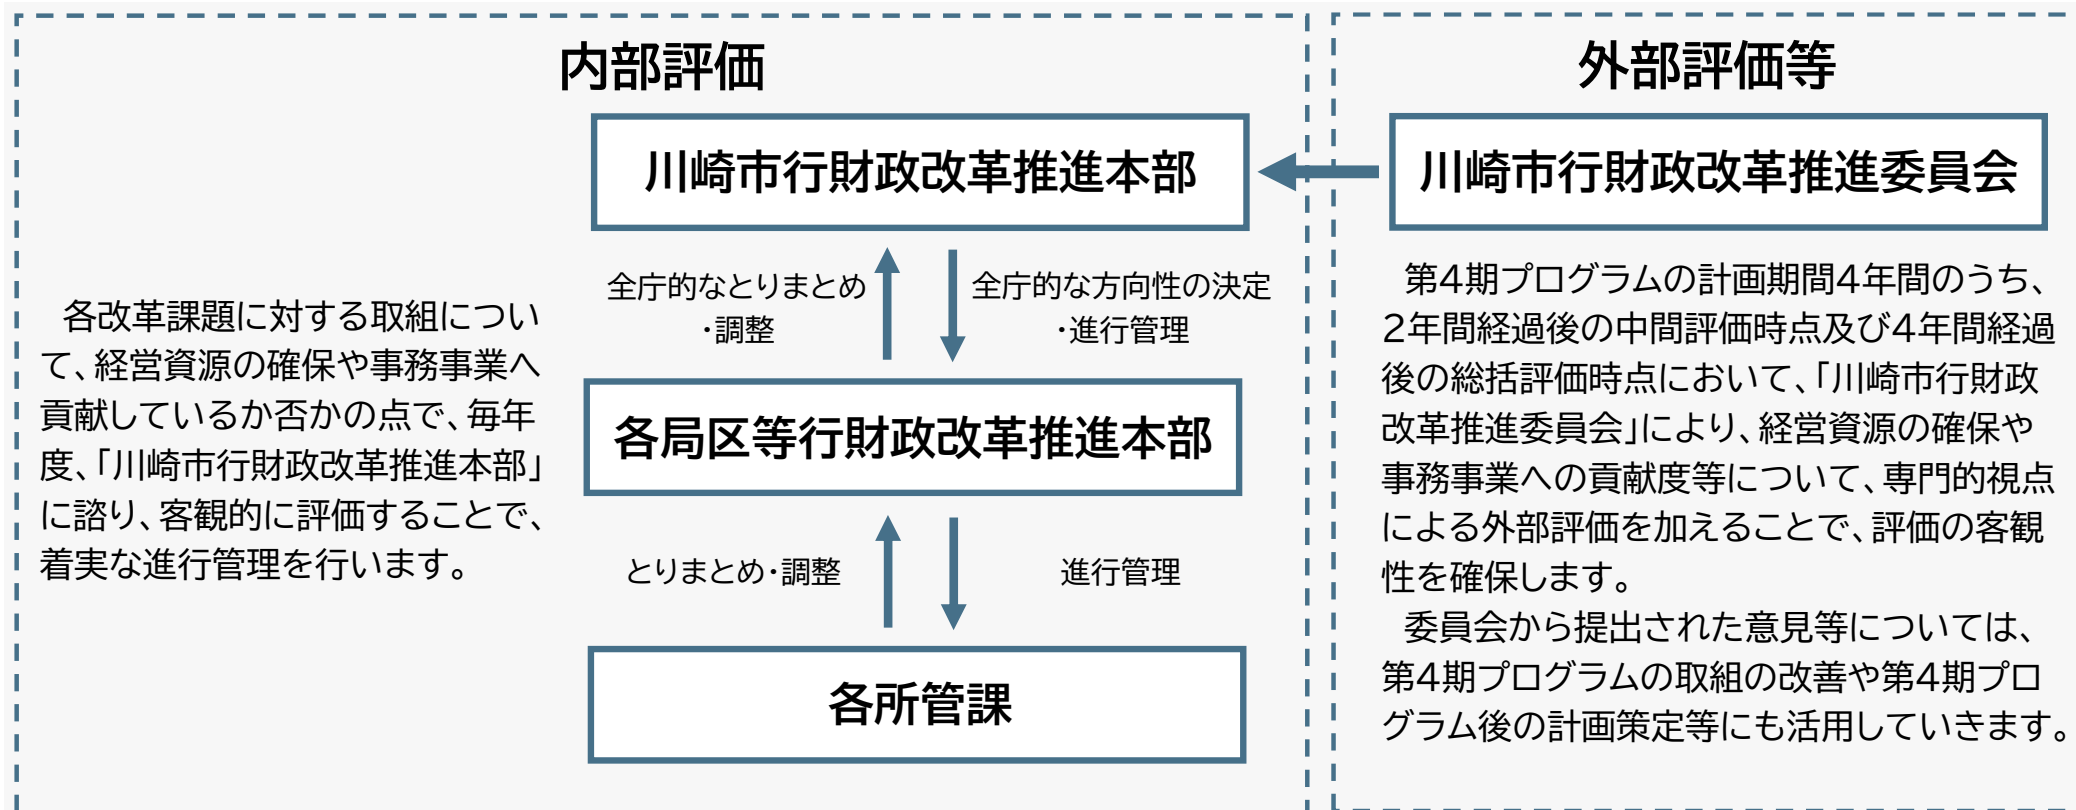 内部評価
川崎市行財政改革推進本部
全庁的なとりまとめ
・調整
全庁的な方向性の決定
・進行管理
各改革課題に対する取組につい
て、経営資源の確保や事務事業へ
貢献しているか否かの点で、毎年
度、「川崎市行財政改革推進本部」
に諮り、客観的に評価することで、
着実な進行管理を行います。
各局区等行財政改革推進本部
とりまとめ・調整
進行管理
各所管課
外部評価等
川崎市行財政改革推進委員会
第4期プログラムの計画期間4年間のうち、
2年間経過後の中間評価時点及び4年間経過
後の総括評価時点において、「川崎市行財政
改革推進委員会」により、経営資源の確保や
事務事業への貢献度等について、専門的視点
による外部評価を加えることで、評価の客観
性を確保します。
委員会から提出された意見等については、
第4期プログラムの取組の改善や第4期プロ
グラム後の計画策定等にも活用していきます。